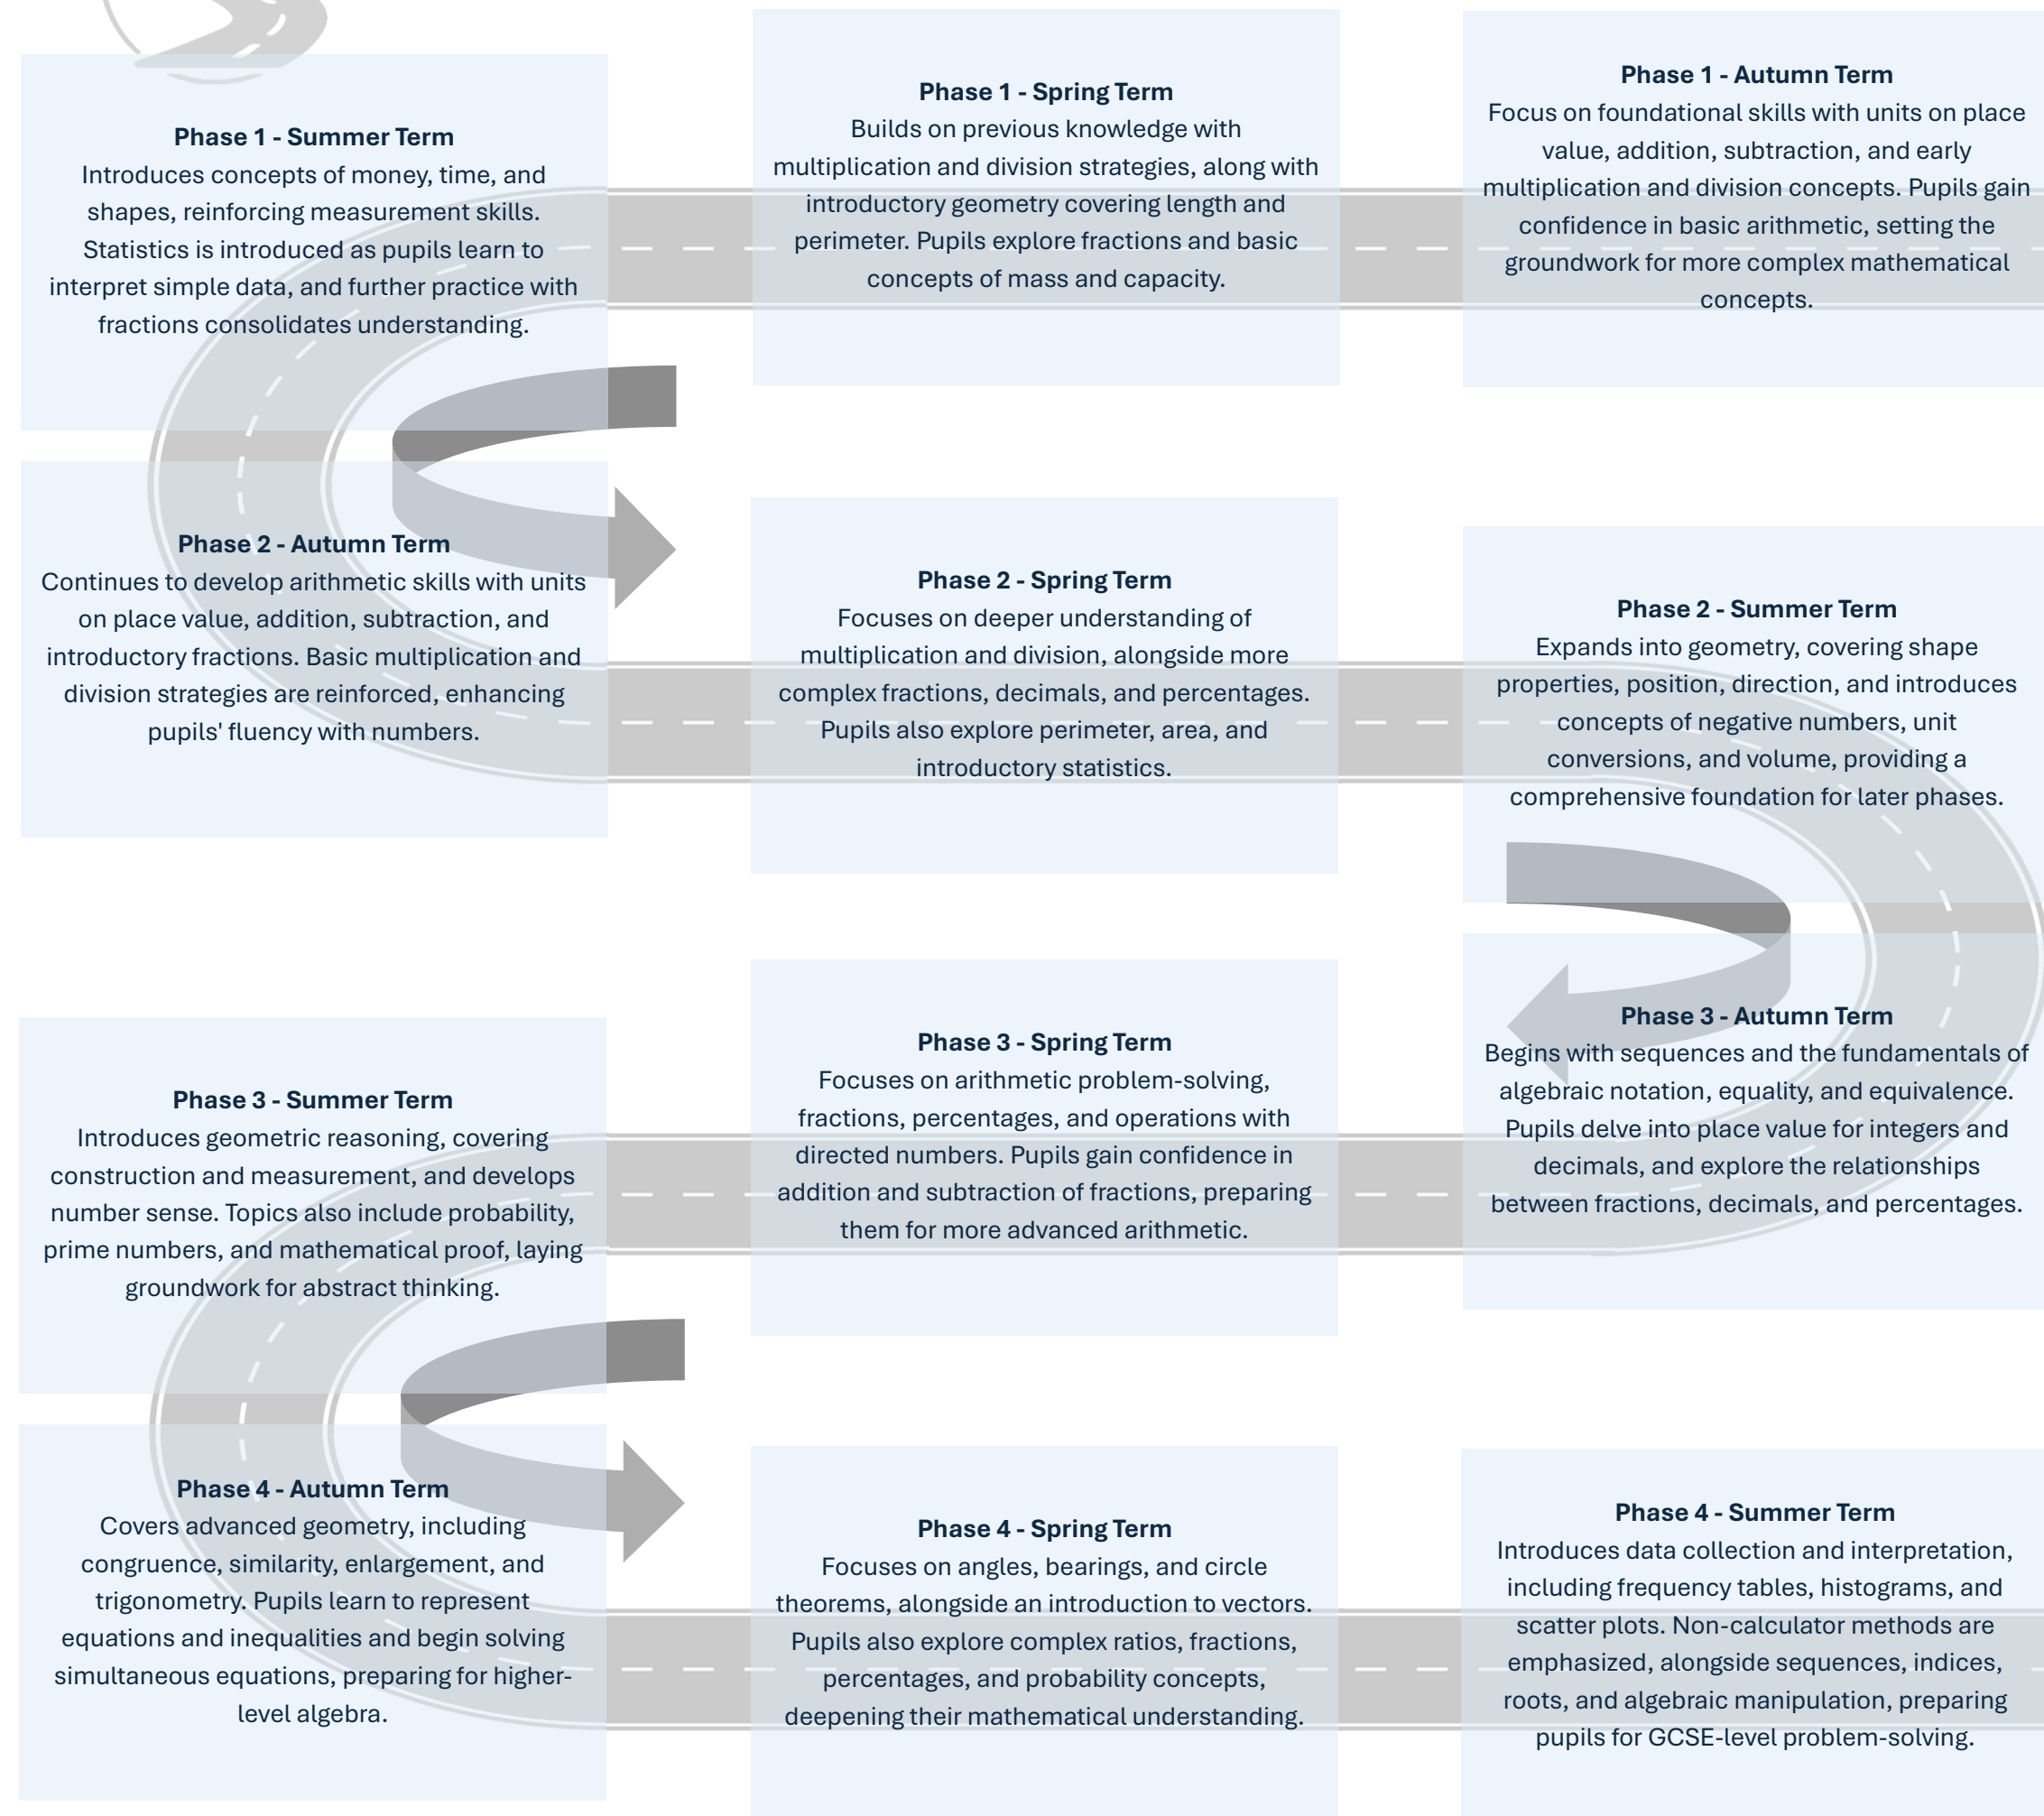 Phase 1 - Autumn Term
Focus on foundational skills with units on place
value, addition, subtraction, and early
multiplication and division concepts. Pupils gain
confidence in basic arithmetic, setting the
groundwork for more complex mathematical
concepts.
Phase 1 - Spring Term
Builds on previous knowledge with
multiplication and division strategies, along with
introductory geometry covering length and
perimeter. Pupils explore fractions and basic
concepts of mass and capacity.
Phase 1 - Summer Term
Introduces concepts of money, time, and
shapes, reinforcing measurement skills.
Statistics is introduced as pupils learn to
interpret simple data, and further practice with
fractions consolidates understanding.
Phase 2 - Autumn Term
Continues to develop arithmetic skills with units
on place value, addition, subtraction, and
introductory fractions. Basic multiplication and
division strategies are reinforced, enhancing
pupils' fluency with numbers.
Phase 2 - Spring Term
Focuses on deeper understanding of
multiplication and division, alongside more
complex fractions, decimals, and percentages.
Pupils also explore perimeter, area, and
introductory statistics.
Phase 2 - Summer Term
Expands into geometry, covering shape
properties, position, direction, and introduces
concepts of negative numbers, unit
conversions, and volume, providing a
comprehensive foundation for later phases.
Phase 3 - Autumn Term
Begins with sequences and the fundamentals of
algebraic notation, equality, and equivalence.
Pupils delve into place value for integers and
decimals, and explore the relationships
between fractions, decimals, and percentages.
Phase 3 - Spring Term
Focuses on arithmetic problem-solving,
fractions, percentages, and operations with
directed numbers. Pupils gain confidence in
addition and subtraction of fractions, preparing
them for more advanced arithmetic.
Phase 3 - Summer Term
Introduces geometric reasoning, covering
construction and measurement, and develops
number sense. Topics also include probability,
prime numbers, and mathematical proof, laying
groundwork for abstract thinking.
Phase 4 - Autumn Term
Covers advanced geometry, including
congruence, similarity, enlargement, and
trigonometry. Pupils learn to represent
equations and inequalities and begin solving
simultaneous equations, preparing for higher-
level algebra.
Phase 4 - Spring Term
Focuses on angles, bearings, and circle
theorems, alongside an introduction to vectors.
Pupils also explore complex ratios, fractions,
percentages, and probability concepts,
deepening their mathematical understanding.
Phase 4 - Summer Term
Introduces data collection and interpretation,
including frequency tables, histograms, and
scatter plots. Non-calculator methods are
emphasized, alongside sequences, indices,
roots, and algebraic manipulation, preparing
pupils for GCSE-level problem-solving.